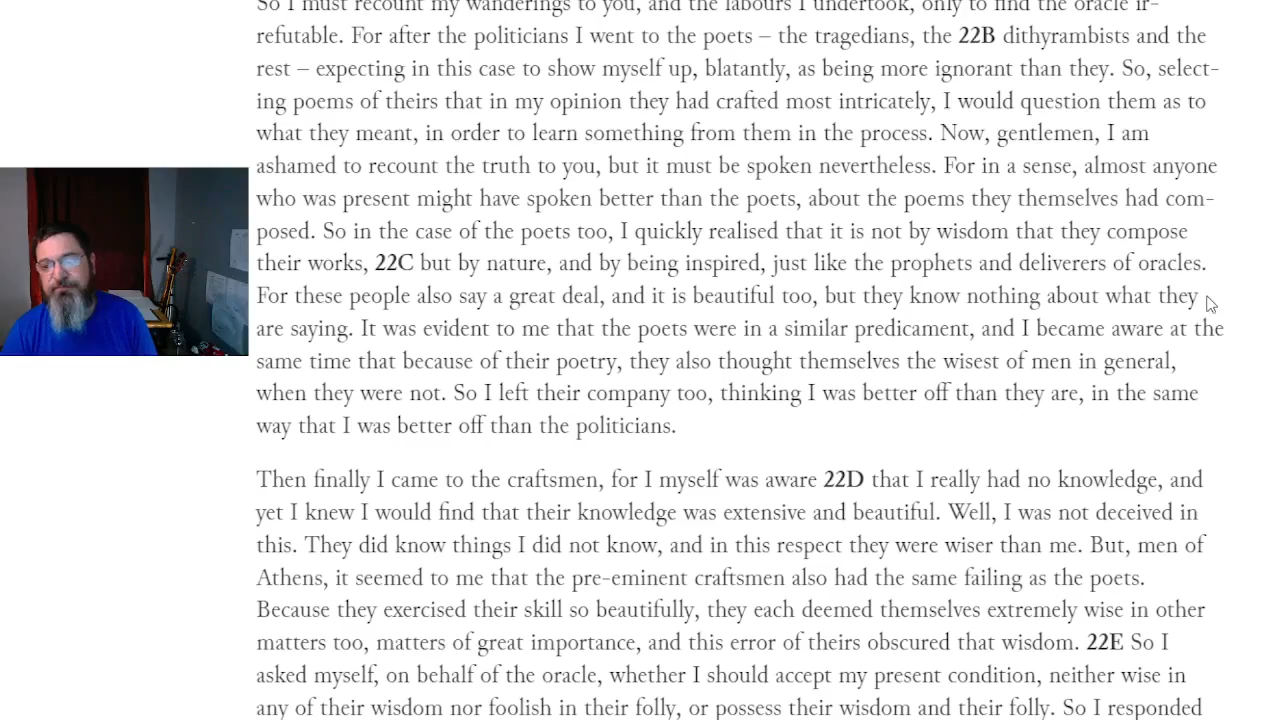 So I must recount my wanderings to you, and the labours I undertook, only to find the oracle ir-
refutable. For after the politicians I went to the poets – the tragedians, the 22B dithyrambists and the
rest – expecting in this case to show myself up, blatantly, as being more ignorant than they. So, select-
ing poems of theirs that in my opinion they had crafted most intricately, I would question them as to
what they meant, in order to learn something from them in the process. Now, gentlemen, I am
ashamed to recount the truth to you, but it must be spoken nevertheless. For in a sense, almost anyone
who was present might have spoken better than the poets, about the poems they themselves had com-
posed. So in the case of the poets too, I quickly realised that it is not by wisdom that they compose
their works, 22C but by nature, and by being inspired, just like the prophets and deliverers of oracles.
For these people also say a great deal, and it is beautiful too, but they know nothing about what they
are saying. It was evident to me that the poets were in a similar predicament, and I became aware at the
same time that because of their poetry, they also thought themselves the wisest of men in general,
when they were not. So I left their company too, thinking I was better off than they are, in the same
way that I was better off than the politicians.
Then finally I came to the craftsmen, for I myself was aware 22D that I really had no knowledge, and
yet I knew I would find that their knowledge was extensive and beautiful. Well, I was not deceived in
this. They did know things I did not know, and in this respect they were wiser than me. But, men of
Athens, it seemed to me that the pre-eminent craftsmen also had the same failing as the poets.
Because they exercised their skill so beautifully, they each deemed themselves extremely wise in other
matters too, matters of great importance, and this error of theirs obscured that wisdom. 22E So I
asked myself, on behalf of the oracle, whether I should accept my present condition, neither wise in
any of their wisdom nor foolish in their folly, or possess their wisdom and their folly. So I responded